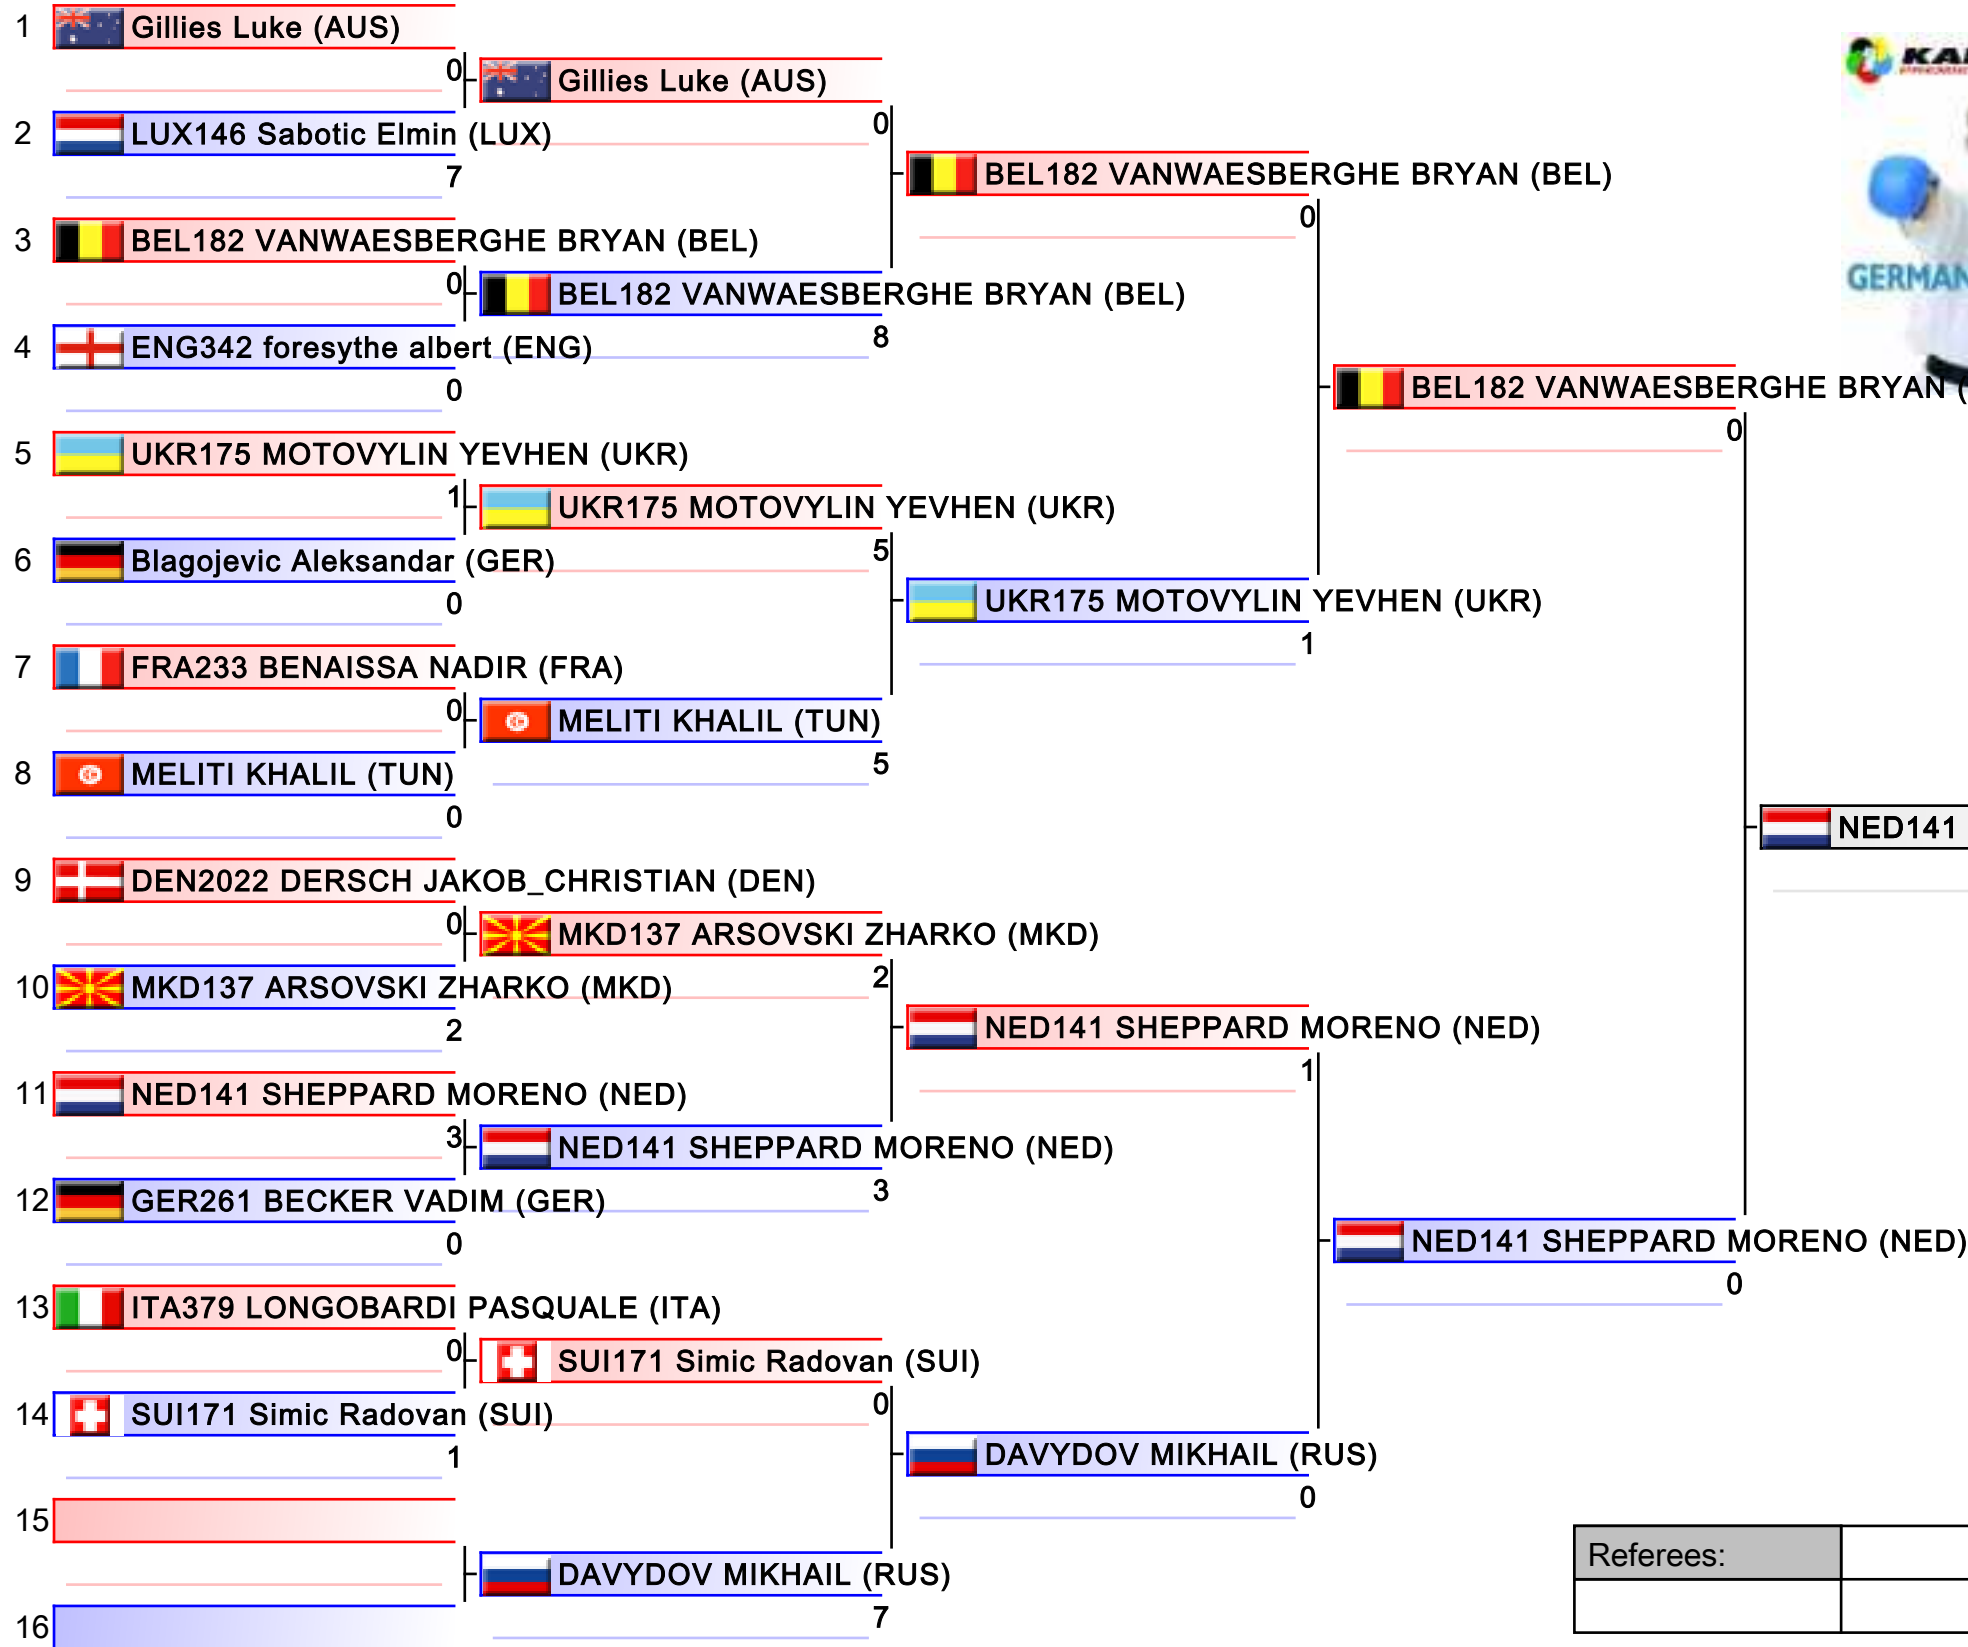 1 Gillies Luke (AUS)
0 Gillies Luke (AUS)
0
2 LUX146 Sabotic Elmin (LUX)
7
BEL182 VANWAESBERGHE BRYAN (BEL)
0
3 BEL182 VANWAESBERGHE BRYAN (BEL)
0 BEL182 VANWAESBERGHE BRYAN (BEL)
8
4 ENG342 foresythe albert (ENG)
0
GERMAN
BEL182 VANWAESBERGHE BRYAN (
0
5 UKR175 MOTOVYLIN YEVHEN (UKR)
1 UKR175 MOTOVYLIN YEVHEN (UKR)
5
6 Blagojevic Aleksandar (GER)
0
UKR175 MOTOVYLIN YEVHEN (UKR)
1
7 FRA233 BENAISSA NADIR (FRA)
0 MELITI KHALIL (TUN)
5
8 MELITI KHALIL (TUN)
0
NED141
9 DEN2022 DERSCH JAKOB_CHRISTIAN (DEN)
0 MKD137 ARSOVSKI ZHARKO (MKD)
2
10 MKD137 ARSOVSKI ZHARKO (MKD)
2
NED141 SHEPPARD MORENO (NED)
1
11 NED141 SHEPPARD MORENO (NED)
3 NED141 SHEPPARD MORENO (NED)
3
12 GER261 BECKER VADIM (GER)
0
NED141 SHEPPARD MORENO (NED)
0
13 ITA379 LONGOBARDI PASQUALE (ITA)
0 SUI171 Simic Radovan (SUI)
0
14 SUI171 Simic Radovan (SUI)
1
DAVYDOV MIKHAIL (RUS)
0
15
DAVYDOV MIKHAIL (RUS)
7
16
Referees: